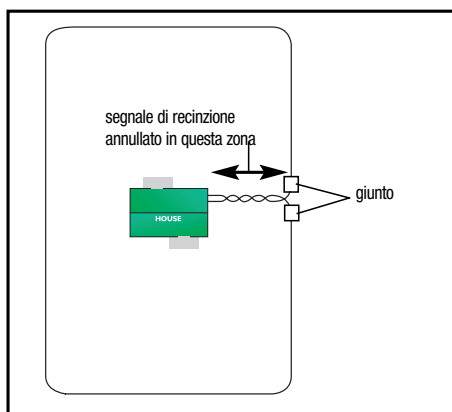 segnale di recinzione
annullato in questa zona
giunto
HOUSE